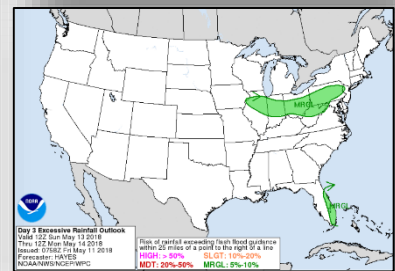 MRGL
MRGL
noaa
Day 3 Excessive Rainfall Outlook
Valid 12Z Sun May 13 2018
Thru 12Z Mon May 14 2018
Issued: 0758Z Fri May 11 2018
Forecaster: HAYES
NOAA/NWS/NCEP/WPC
Risk of rainfall exceeding flash flood guidance
within 25 miles of a point to the right of a line
HIGH: > 50% SLGT: 10%-20%
MDT: 20%-50% MRGL: 5%-10%